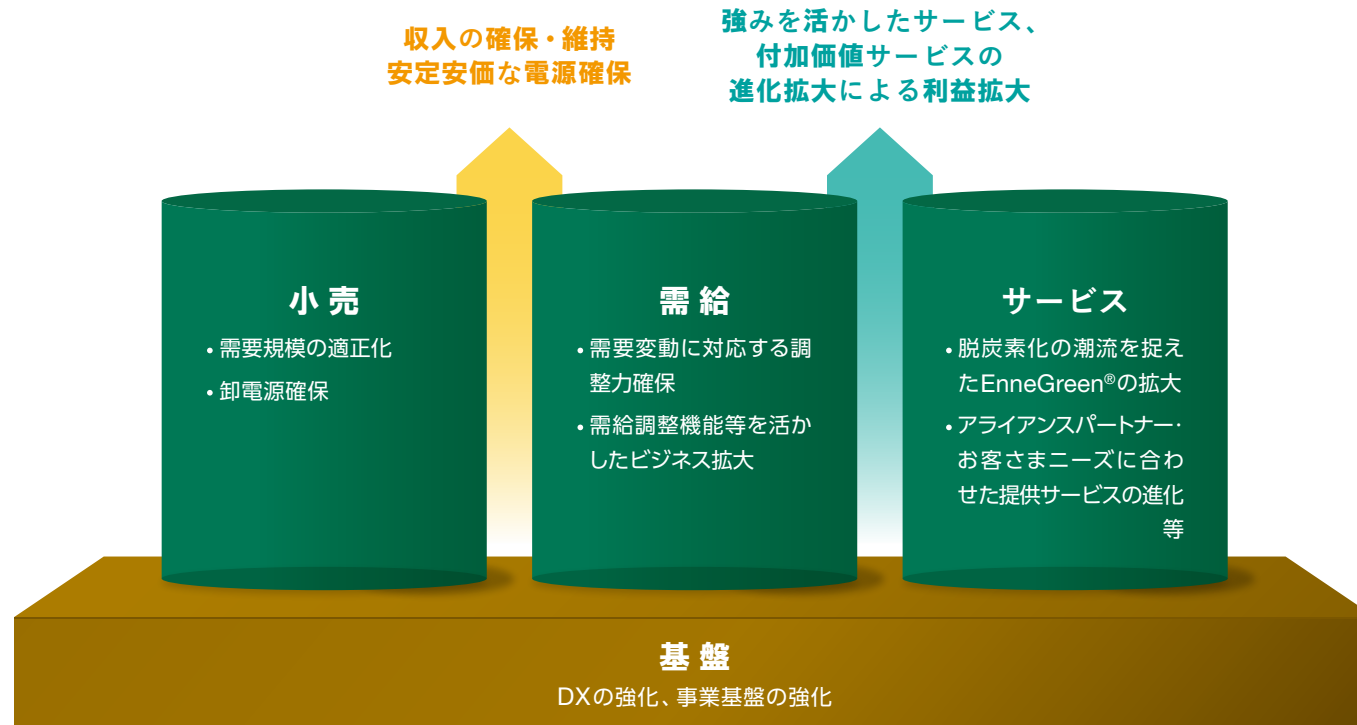 収入の確保・維持
安定安価な電源確保
強みを活かしたサービス、
付加価値サービスの
進化拡大による利益拡大
小売
・需要規模の適正化
・卸電源確保
需給
・需要変動に対応する調
整力確保
・需給調整機能等を活か
したビジネス拡大
サービス
・脱炭素化の潮流を捉え
たEnneGreen®の拡大
・アライアンスパートナー・
お客さまニーズに合わ
せた提供サービスの進化
等
基盤
DXの強化、事業基盤の強化